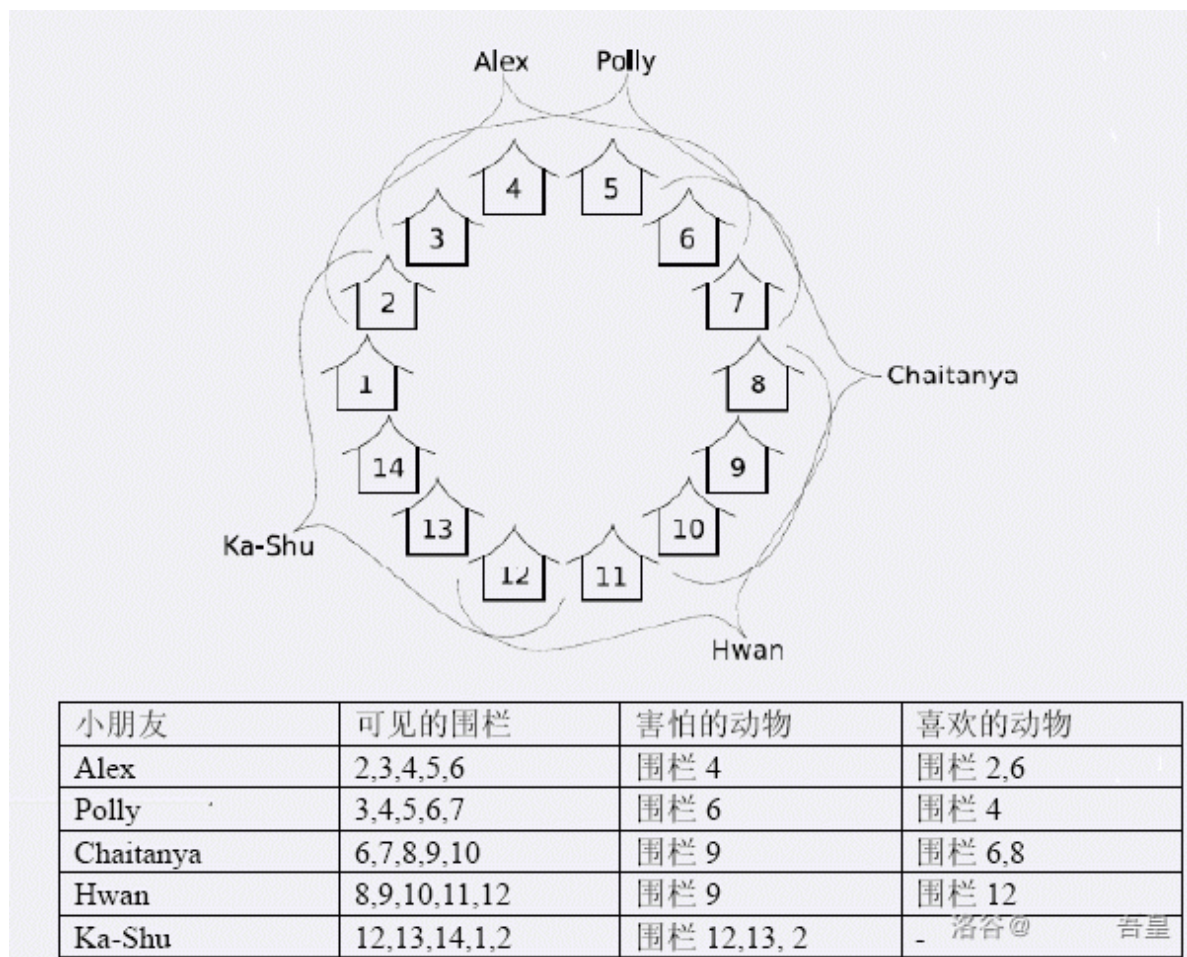 Alex Polly
4 5
3 6
2 7
1 8 Chaitanya
14 9
13 10
Ka-Shu 12 11
Hwan
小朋友 可见的围栏 害怕的动物 喜欢的动物
Alex 2,3,4,5,6 围栏 4 围栏 2,6
Polly 3,4,5,6,7 围栏 6 围栏 4
Chaitanya 6,7,8,9,10 围栏 9 围栏 6,8
Hwan 8,9,10,11,12 围栏 9 围栏 12
Ka-Shu 12,13,14,1,2 围栏 12,13, 2 -
洛谷@ 吾皇